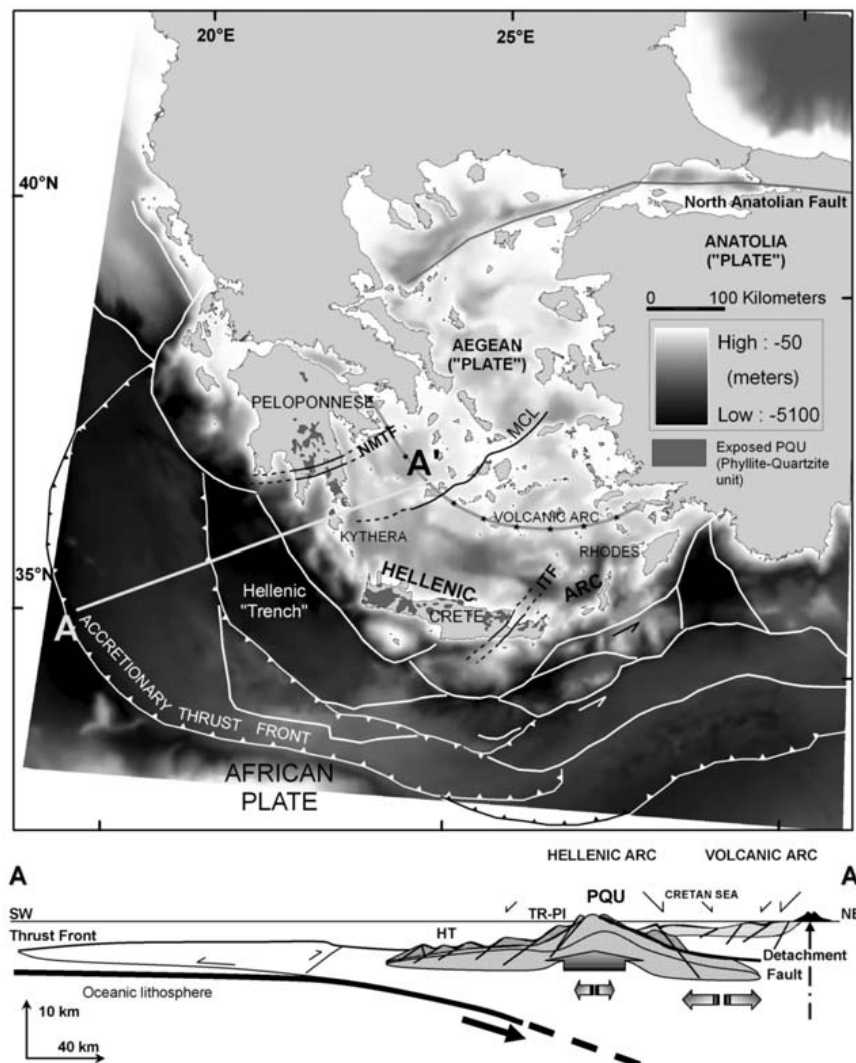 20°E
25°E
40°N
North Anatolian Fault
ANATOLIA
("PLATE")
0 100 Kilometers
AEGEAN
("PLATE")
High : -50
(meters)
Low : -5100
Exposed PQU
(Phyllite-Quartzite
unit)
PELOPONNESE
NMTF
MCL
A'
VOLCANIC ARC
KYTHERA
RHODES
35°N
HELLENIC
ARC
ITF
Hellenic
"Trench"
CRETE
A
ACCRETIONARY THRUST FRONT
AFRICAN
PLATE
HELLENIC ARC VOLCANIC ARC
A A'
PQU
CRETAN SEA
SW TR-PI NE
Thrust Front HT
Detachment
Fault
Oceanic lithosphere
10 km
40 km